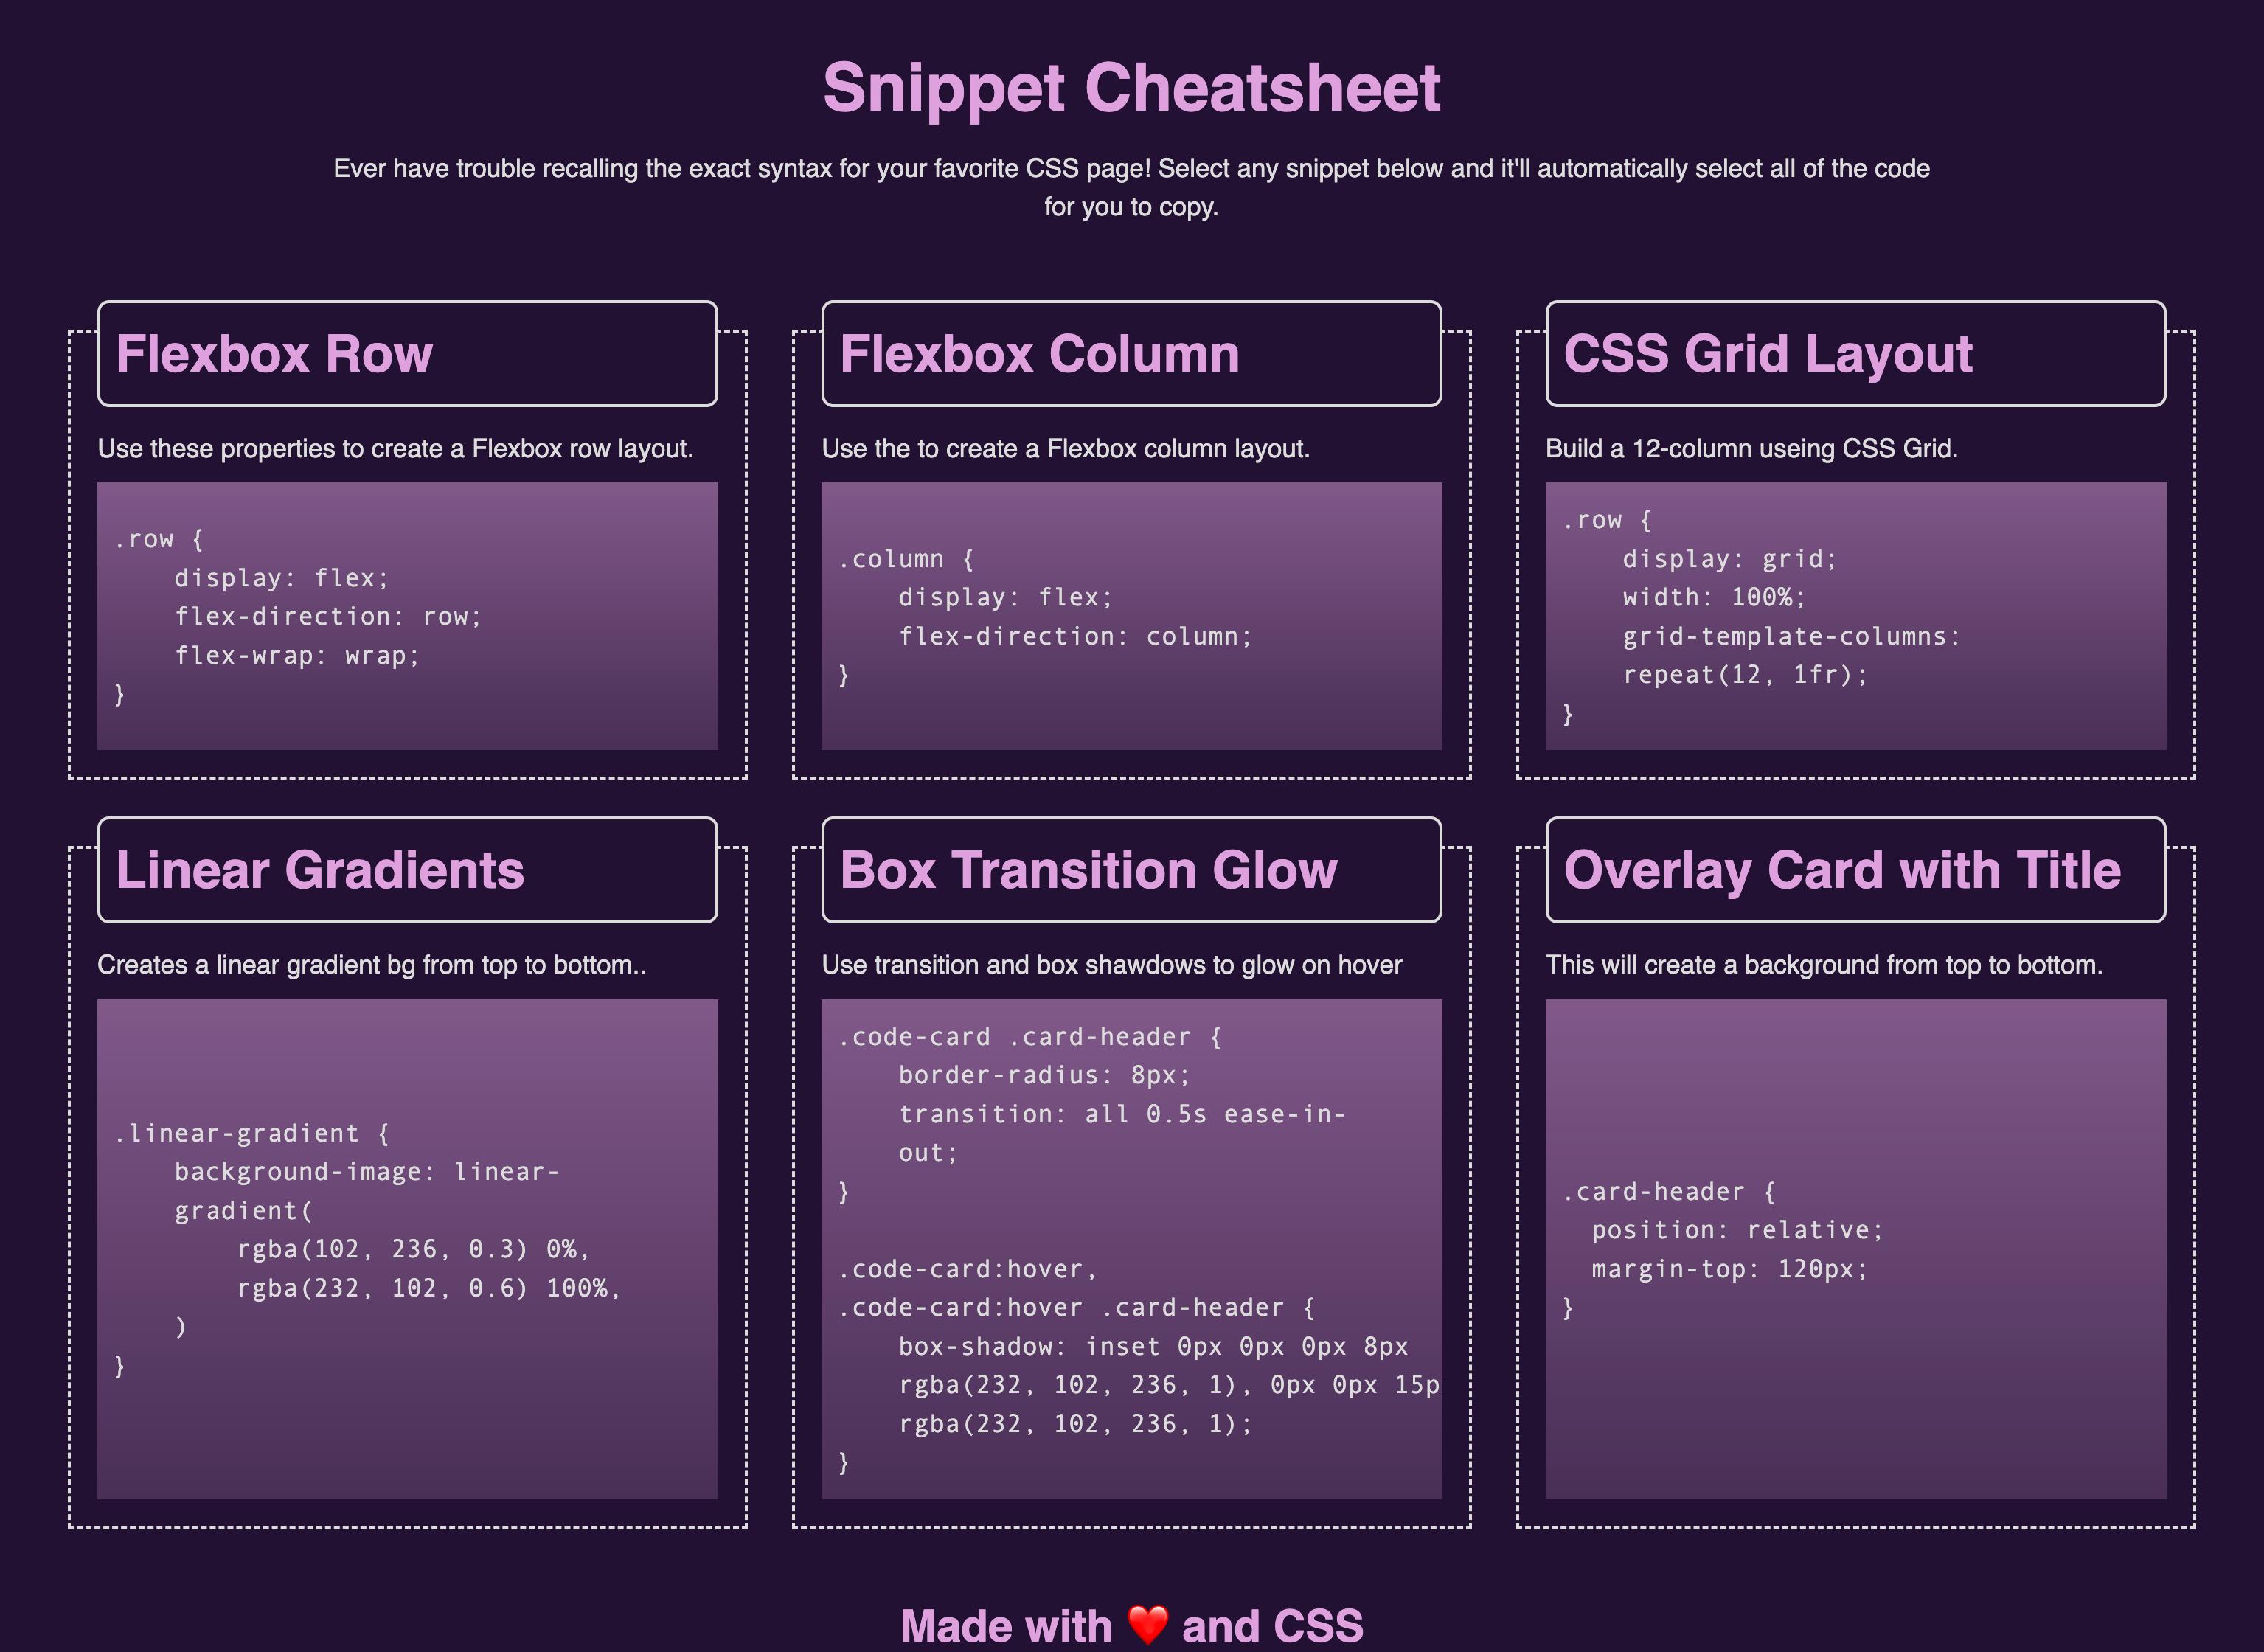 Snippet Cheatsheet
Ever have trouble recalling the exact syntax for your favorite CSS page! Select any snippet below and it'll automatically select all of the code
for you to copy.
Flexbox Row
Use these properties to create a Flexbox row layout.
.row {
    display: flex;
    flex-direction: row;
    flex-wrap: wrap;
}
Flexbox Column
Use the to create a Flexbox column layout.
.column {
    display: flex;
    flex-direction: column;
}
CSS Grid Layout
Build a 12-column useing CSS Grid.
.row {
    display: grid;
    width: 100%;
    grid-template-columns:
    repeat(12, 1fr);
}
Linear Gradients
Creates a linear gradient bg from top to bottom..
.linear-gradient {
    background-image: linear-
    gradient(
        rgba(102, 236, 0.3) 0%,
        rgba(232, 102, 0.6) 100%,
    )
}
Box Transition Glow
Use transition and box shawdows to glow on hover
.code-card .card-header {
    border-radius: 8px;
    transition: all 0.5s ease-in-
    out;
}
.code-card:hover,
.code-card:hover .card-header {
    box-shadow: inset 0px 0px 0px 8px
    rgba(232, 102, 236, 1), 0px 0px 15p
    rgba(232, 102, 236, 1);
}
Overlay Card with Title
This will create a background from top to bottom.
.card-header {
  position: relative;
  margin-top: 120px;
}
Made with ❤️ and CSS